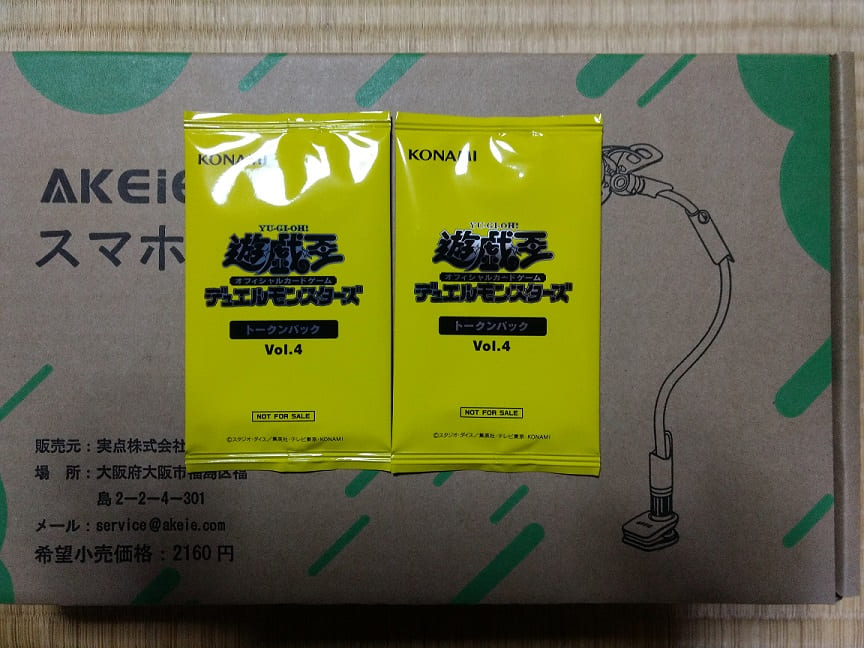 AKEie
スマホ
販売元：実点株式会社
場　所：大阪府大阪市福島区福
島2－2－4－301
メール：service@akeie.com
希望小売価格：2160円
KONAMI
YU-GI-OH!
遊戯王
オフィシャルカードゲーム
デュエルモンスターズ
トークンパック
Vol.4
NOT FOR SALE
©スタジオ・ダイス／集英社・テレビ東京・KONAMI
KONAMI
YU-GI-OH!
遊戯王
オフィシャルカードゲーム
デュエルモンスターズ
トークンパック
Vol.4
NOT FOR SALE
©スタジオ・ダイス／集英社・テレビ東京・KONAMI